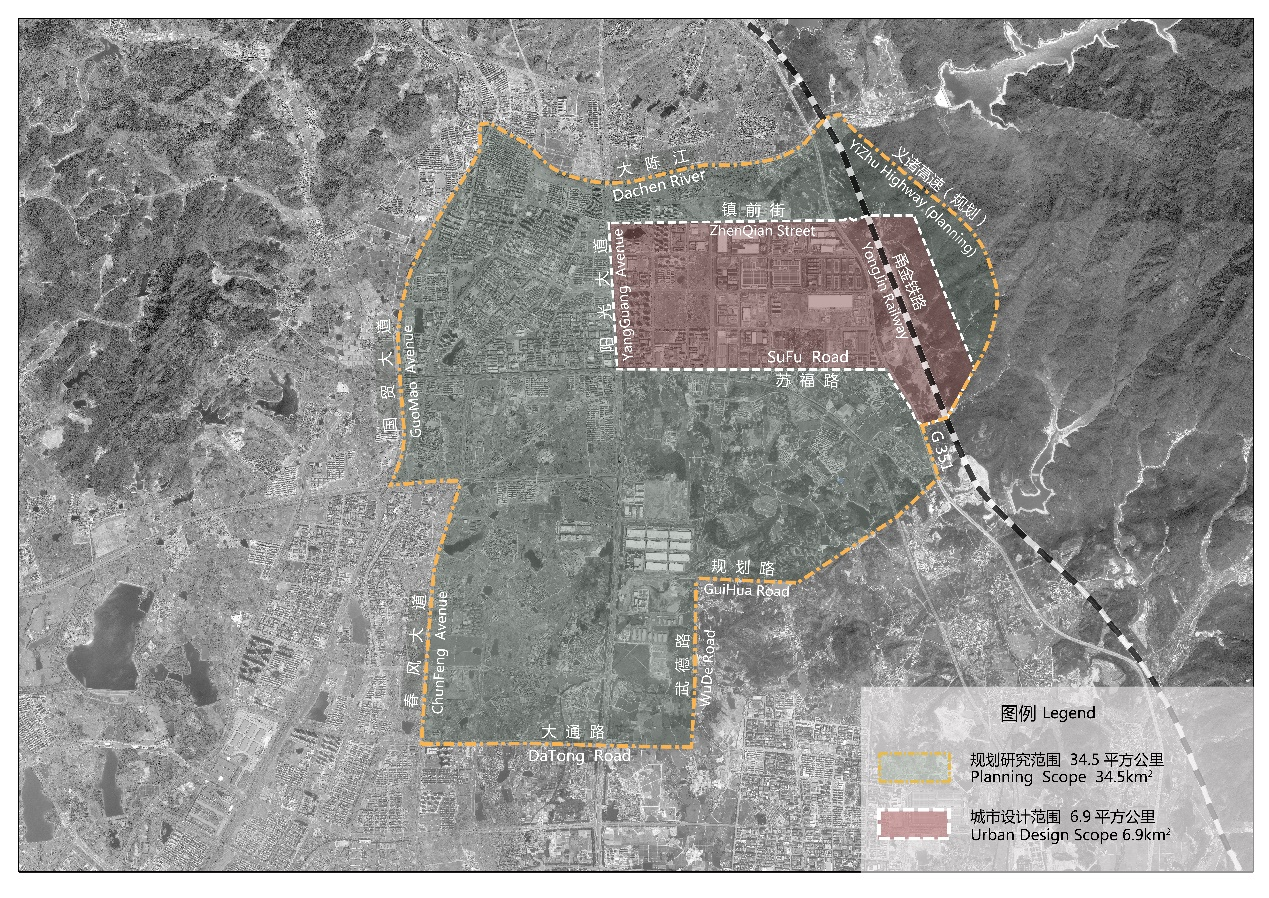 大陈江
Dachen River
义诸高速（规划）
YiZhu Highway (planning)
镇前街
ZhenQian Street
阳光大道
YangGuang Avenue
甬金铁路
YongJin Railway
SuFu Road
苏福路
国贸大道
GuoMao Avenue
G351
规划路
GuiHua Road
春风大道
ChunFeng Avenue
武德路
WuDe Road
大通路
DaTong Road
图例 Legend
规划研究范围 34.5平方公里
Planning Scope 34.5km²
城市设计范围 6.9平方公里
Urban Design Scope 6.9km²